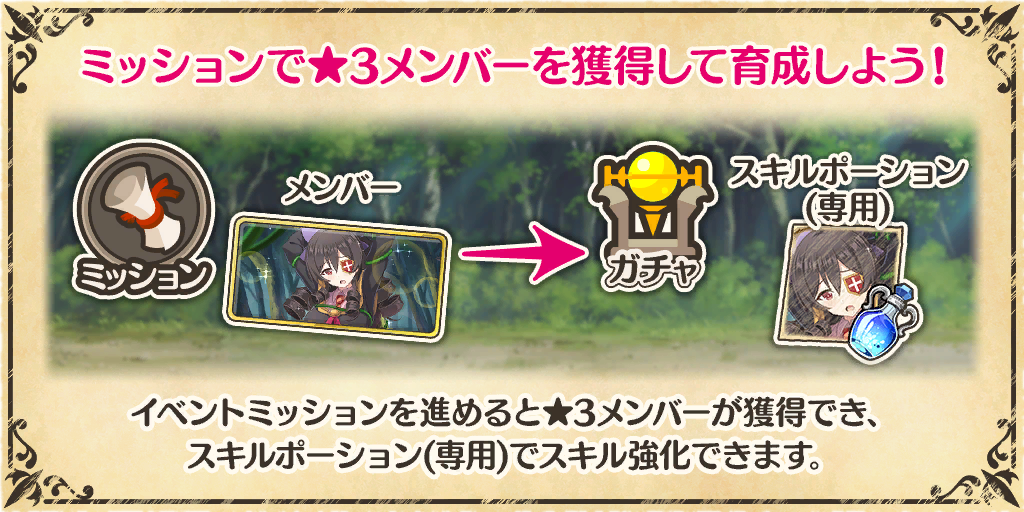 ミッションで★3メンバーを獲得して育成しよう!
ミッション
メンバー
ガチャ
スキルポーション
(専用)
イベントミッションを進めると★3メンバーが獲得でき、
スキルポーション(専用)でスキル強化できます。